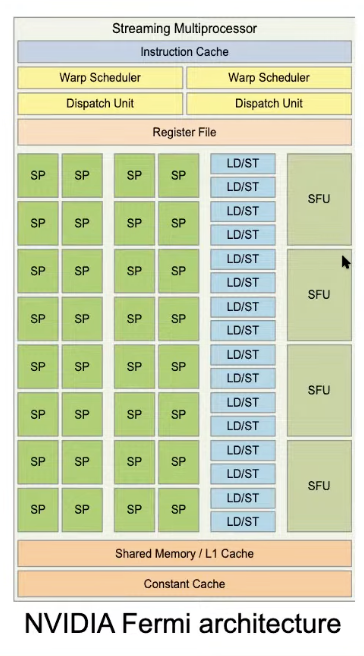 Streaming Multiprocessor
Instruction Cache
Warp Scheduler Warp Scheduler
Dispatch Unit Dispatch Unit
Register File
SP SP SP SP LD/ST LD/ST SFU
SP SP SP SP LD/ST LD/ST
SP SP SP SP LD/ST LD/ST SFU
SP SP SP SP LD/ST LD/ST
SP SP SP SP LD/ST LD/ST SFU
SP SP SP SP LD/ST LD/ST
SP SP SP SP LD/ST LD/ST SFU
SP SP SP SP LD/ST LD/ST
Shared Memory / L1 Cache
Constant Cache
NVIDIA Fermi architecture